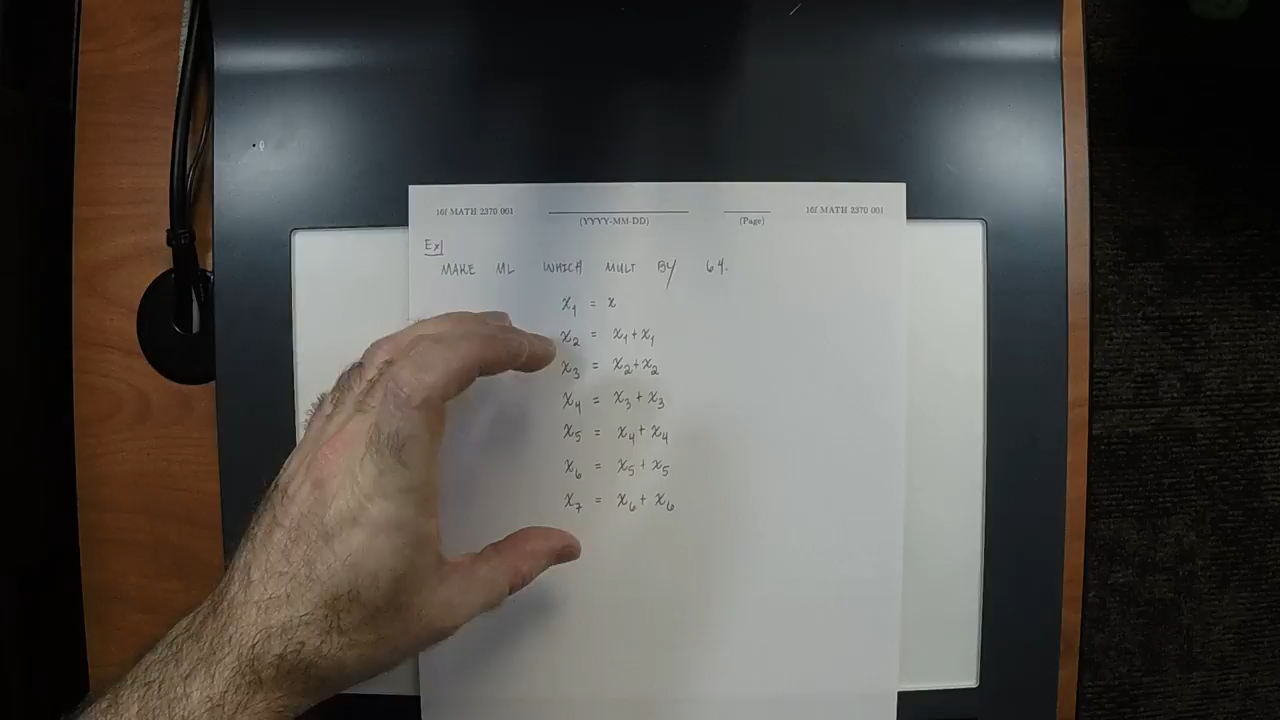 16f MATH 2370 001 (YYYY-MM-DD) (Page) 16f MATH 2370 001
Ex
MAKE ML WHICH MULT BY 64.
x₁ = x
x₂ = x₁ + x₁
x₃ = x₂ + x₂
x₄ = x₃ + x₃
x₅ = x₄ + x₄
x₆ = x₅ + x₅
x₇ = x₆ + x₆